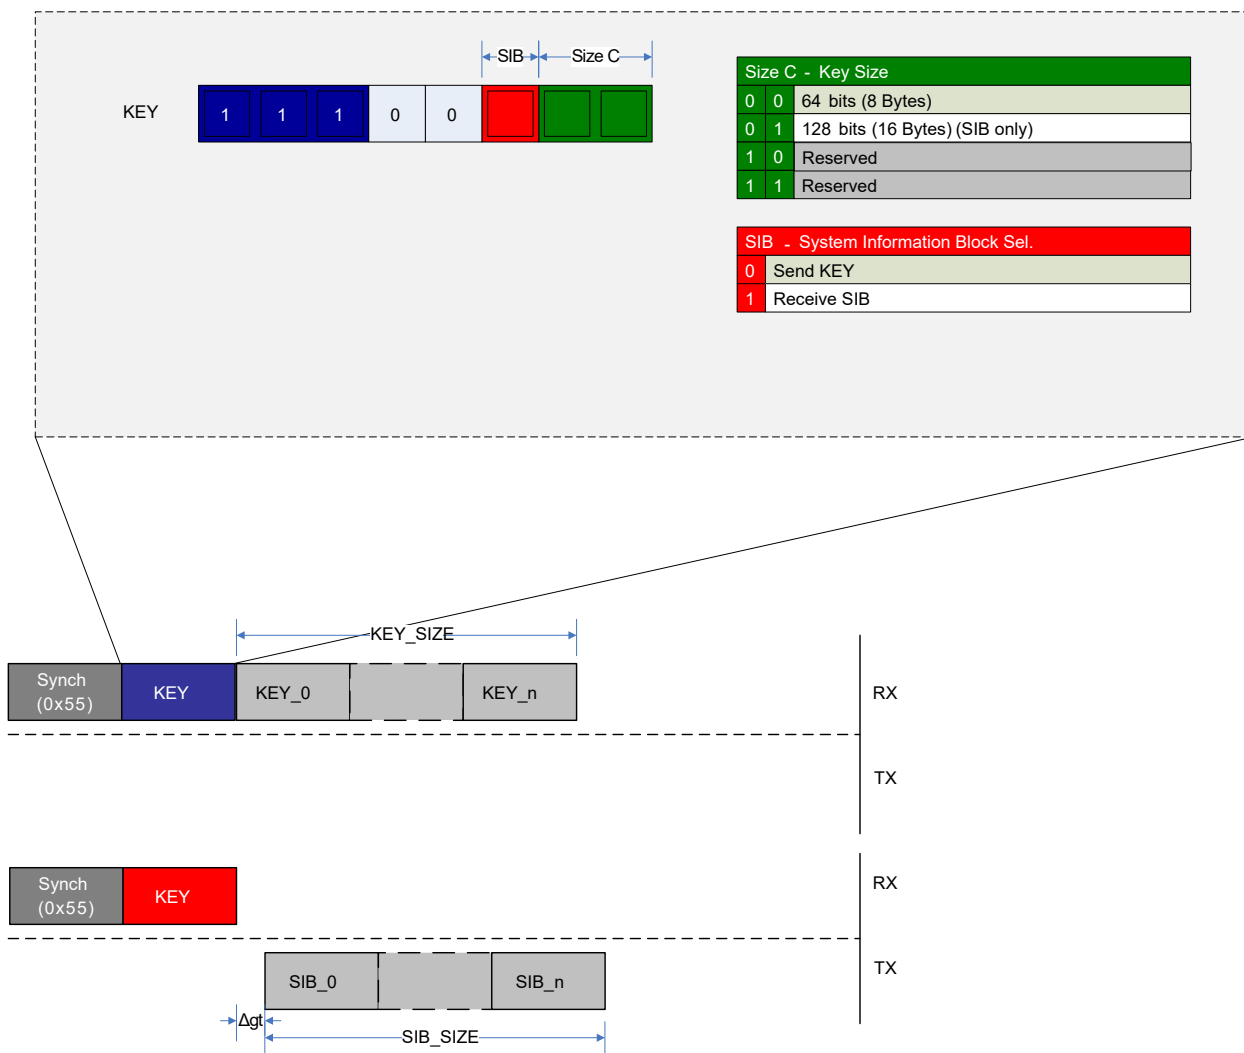 SIB
Size C
KEY
1 1 1 0 0
Size C - Key Size
0 0 64 bits (8 Bytes)
0 1 128 bits (16 Bytes) (SIB only)
1 0 Reserved
1 1 Reserved
SIB - System Information Block Sel.
0 Send KEY
1 Receive SIB
KEY_SIZE
Synch
(0x55)
KEY
KEY_0
KEY_n
RX
TX
Synch
(0x55)
KEY
RX
SIB_0
SIB_n
TX
Δgt
SIB_SIZE